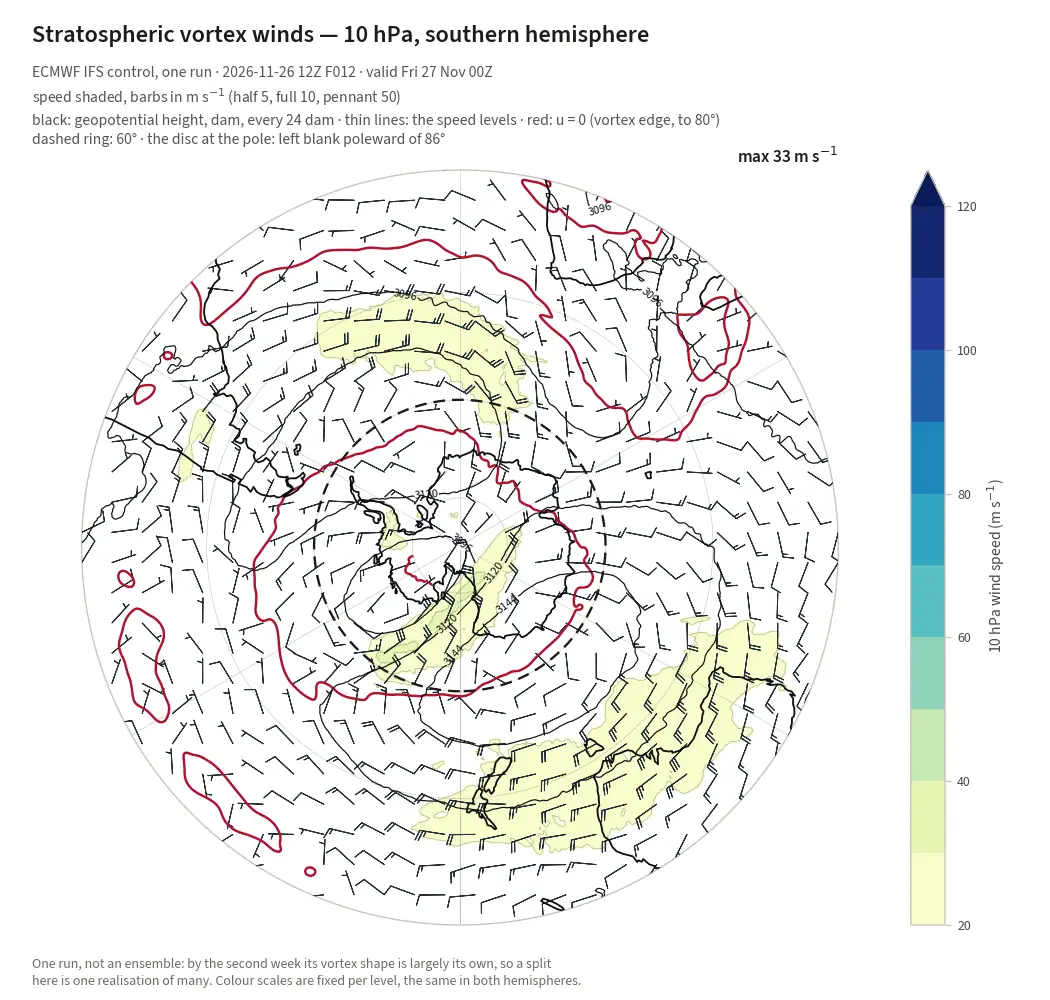 Stratospheric vortex winds — 10 hPa, southern hemisphere
ECMWF IFS control, one run · 2026-11-26 12Z F012 · valid Fri 27 Nov 00Z
speed shaded, barbs in m s⁻¹ (half 5, full 10, pennant 50)
black: geopotential height, dam, every 24 dam · thin lines: the speed levels · red: u = 0 (vortex edge, to 80°)
dashed ring: 60° · the disc at the pole: left blank poleward of 86°
max 33 m s⁻¹
3096
3096
3096
3120
3120
3144
3120
3144
120
100
80
60
40
20
10 hPa wind speed (m s⁻¹)
One run, not an ensemble: by the second week its vortex shape is largely its own, so a split
here is one realisation of many. Colour scales are fixed per level, the same in both hemispheres.